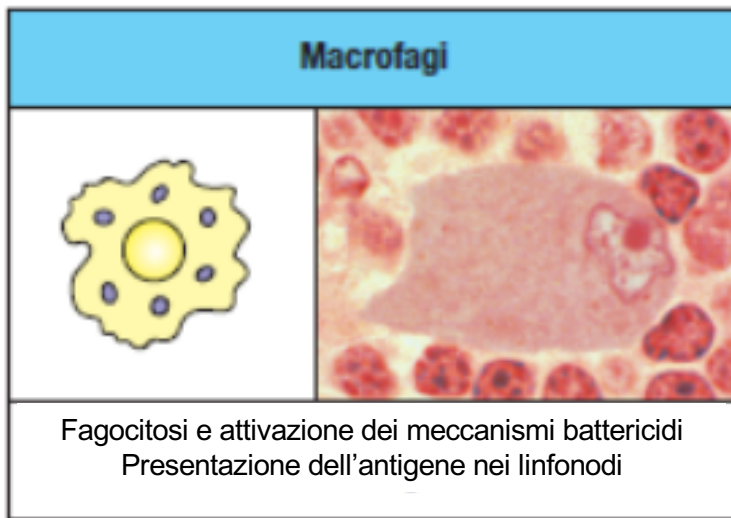 Macrofagi
Fagocitosi e attivazione dei meccanismi battericidi
Presentazione dell’antigene nei linfonodi